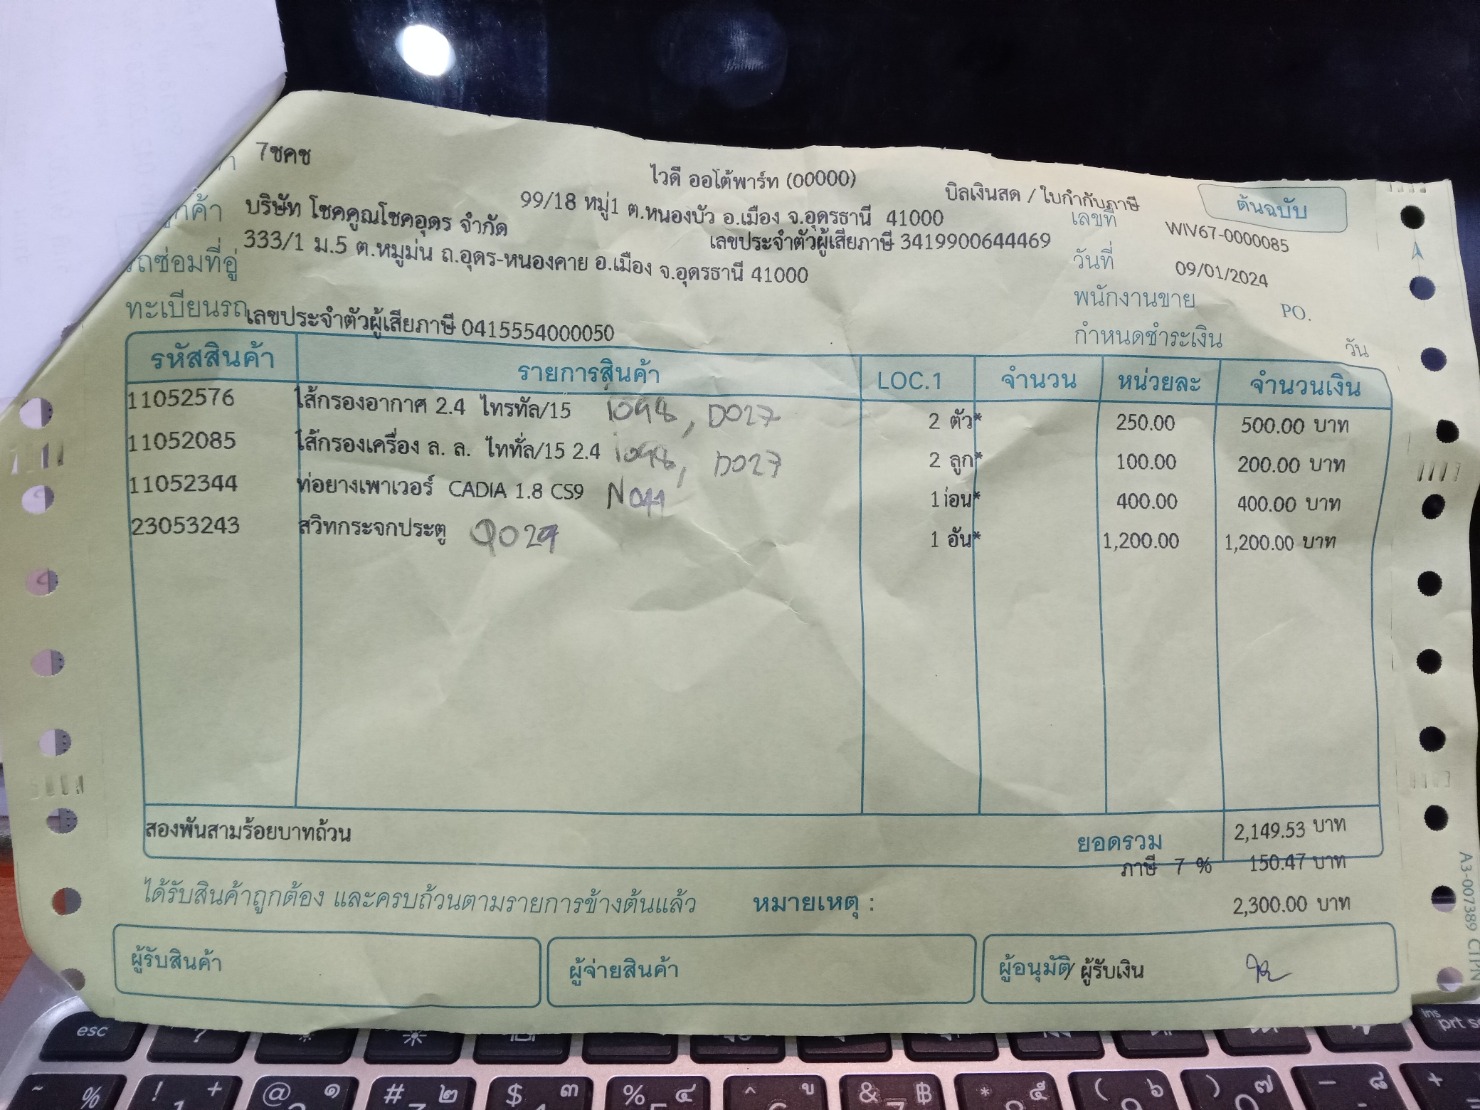 7ชคช
ไวดี ออโต้พาร์ท (00000)
บิลเงินสด / ใบกำกับภาษี
ต้นฉบับ
บริษัท โชคคูณโชคอุดร จำกัด
99/18 หมู่1 ต.หนองบัว อ.เมือง จ.อุดรธานี 41000
เลขที่ WIV67-0000085
333/1 ม.5 ต.หมูม่น ถ.อุดร-หนองคาย อ.เมือง จ.อุดรธานี 41000
เลขประจำตัวผู้เสียภาษี 3419900644469
วันที่ 09/01/2024
รถซ่อมที่อู่
พนักงานขาย PO.
ทะเบียนรถ เลขประจำตัวผู้เสียภาษี 0415554000050
กำหนดชำระเงิน วัน
รหัสสินค้า รายการสินค้า LOC.1 จำนวน หน่วยละ จำนวนเงิน
11052576 ไส้กรองอากาศ 2.4 ไทรทัล/15 D027 2 ตัว* 250.00 500.00 บาท
11052085 ไส้กรองเครื่อง ล. ล. ไททั่ล/15 2.4 D027 2 ลูก* 100.00 200.00 บาท
11052344 ท่อยางเพาเวอร์ CADIA 1.8 CS9 1 ่อน* 400.00 400.00 บาท
23053243 สวิทกระจกประตู Q029 1 อัน* 1,200.00 1,200.00 บาท
สองพันสามร้อยบาทถ้วน ยอดรวม 2,149.53 บาท
ภาษี 7 % 150.47 บาท
ได้รับสินค้าถูกต้อง และครบถ้วนตามรายการข้างต้นแล้ว หมายเหตุ : 2,300.00 บาท
ผู้รับสินค้า ผู้จ่ายสินค้า ผู้อนุมัติ/ ผู้รับเงิน
A3-007389
esc
prt sc